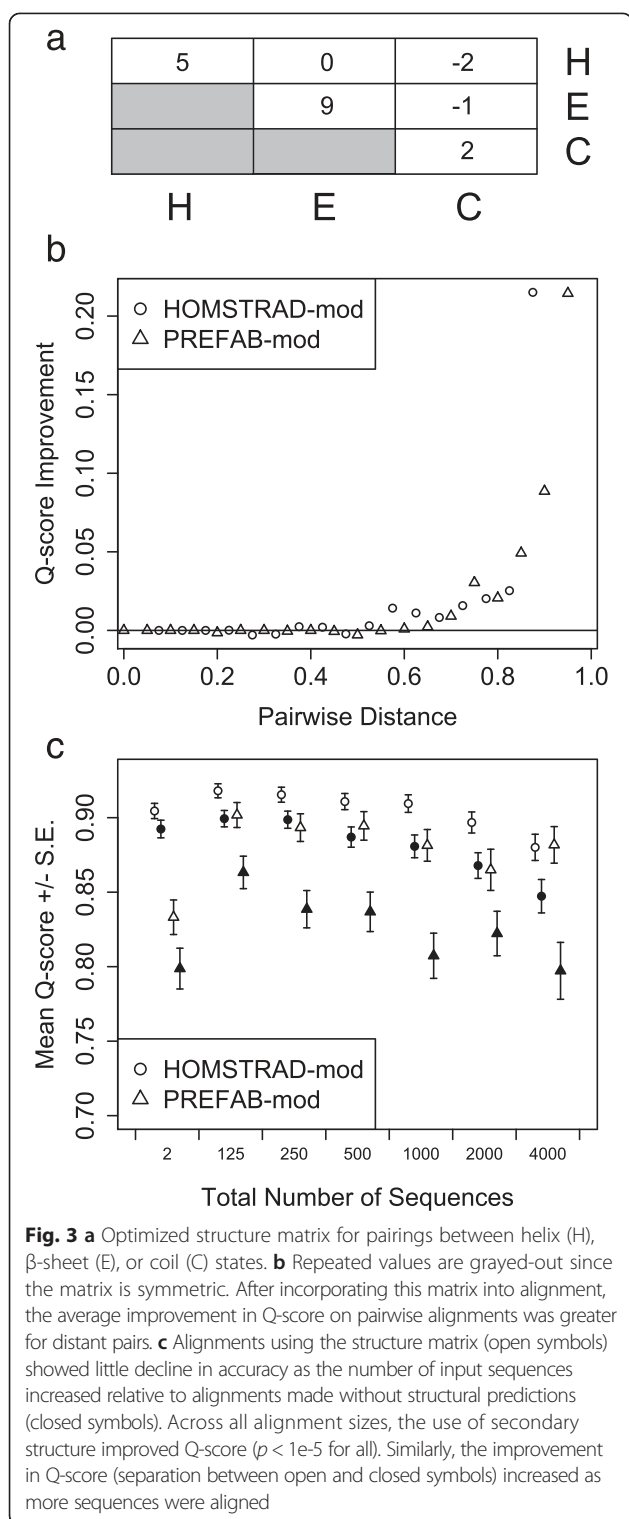 a
5 0 -2 H
9 -1 E
2 C
H E C
b
HOMSTRAD-mod
PREFAB-mod
Q-score Improvement
0.20
0.15
0.10
0.05
0.00
0.0 0.2 0.4 0.6 0.8 1.0
Pairwise Distance
c
Mean Q-score +/- S.E.
0.90
0.85
0.80
0.75
0.70
HOMSTRAD-mod
PREFAB-mod
2 125 250 500 1000 2000 4000
Total Number of Sequences
Fig. 3 a Optimized structure matrix for pairings between helix (H),
β-sheet (E), or coil (C) states. b Repeated values are grayed-out since
the matrix is symmetric. After incorporating this matrix into alignment,
the average improvement in Q-score on pairwise alignments was greater
for distant pairs. c Alignments using the structure matrix (open symbols)
showed little decline in accuracy as the number of input sequences
increased relative to alignments made without structural predictions
(closed symbols). Across all alignment sizes, the use of secondary
structure improved Q-score (p < 1e-5 for all). Similarly, the improvement
in Q-score (separation between open and closed symbols) increased as
more sequences were aligned